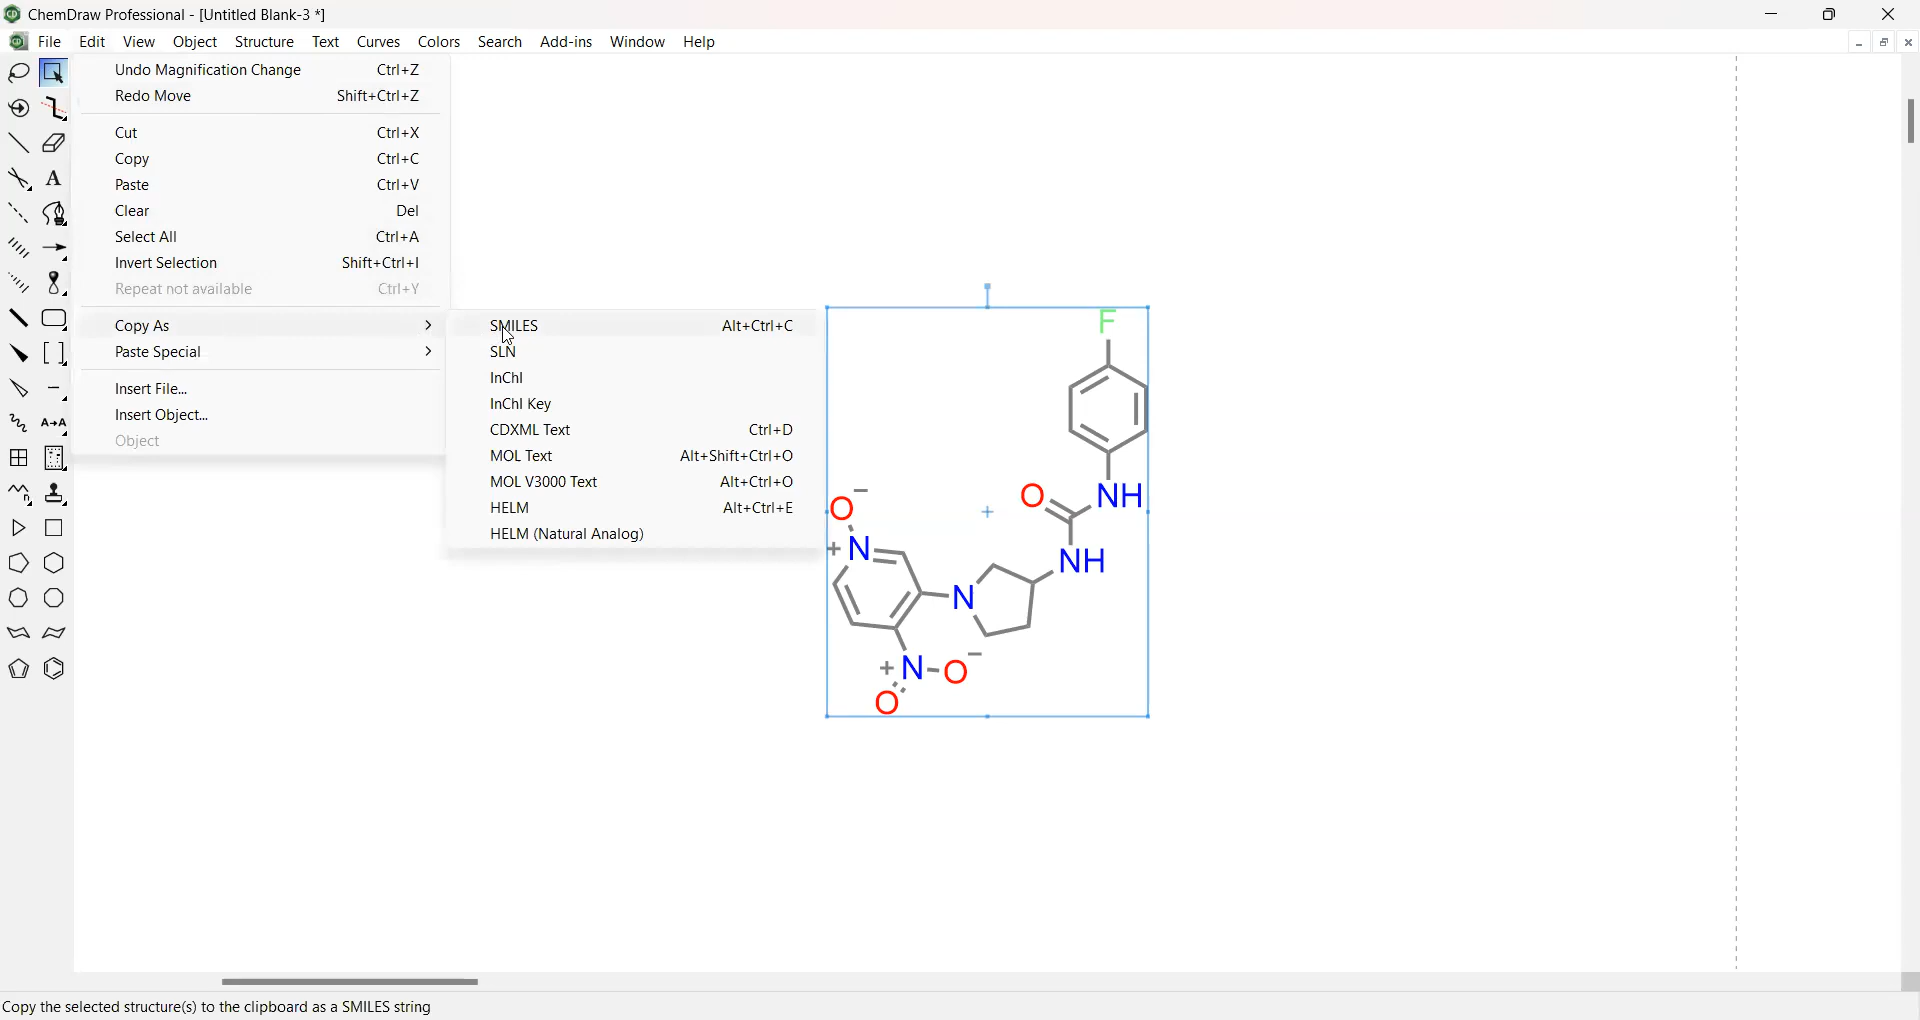 ChemDraw Professional - [Untitled Blank-3 *]
File Edit View Object Structure Text Curves Colors Search Add-ins Window Help
Undo Magnification Change Ctrl+Z
Redo Move Shift+Ctrl+Z
Cut Ctrl+X
Copy Ctrl+C
Paste Ctrl+V
Clear Del
Select All Ctrl+A
Invert Selection Shift+Ctrl+I
Repeat not available Ctrl+Y
Copy As
Paste Special
Insert File...
Insert Object...
Object
SMILES Alt+Ctrl+C
SLN
InChI
InChI Key
CDXML Text Ctrl+D
MOL Text Alt+Shift+Ctrl+O
MOL V3000 Text Alt+Ctrl+O
HELM Alt+Ctrl+E
HELM (Natural Analog)
A
A→A
n
F
O NH
O −
+ N NH
N
+ N O −
O
Copy the selected structure(s) to the clipboard as a SMILES string